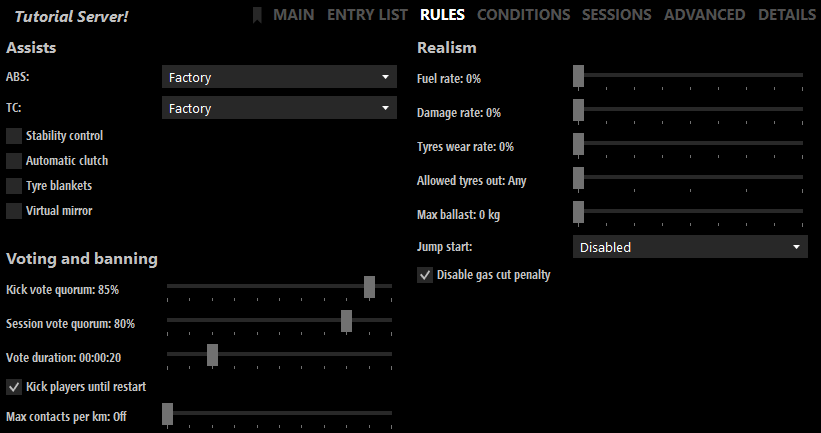 Tutorial Server!
MAIN ENTRY LIST RULES CONDITIONS SESSIONS ADVANCED DETAILS
Assists
ABS: Factory
TC: Factory
Stability control
Automatic clutch
Tyre blankets
Virtual mirror
Voting and banning
Kick vote quorum: 85%
Session vote quorum: 80%
Vote duration: 00:00:20
Kick players until restart
Max contacts per km: Off
Realism
Fuel rate: 0%
Damage rate: 0%
Tyres wear rate: 0%
Allowed tyres out: Any
Max ballast: 0 kg
Jump start: Disabled
Disable gas cut penalty